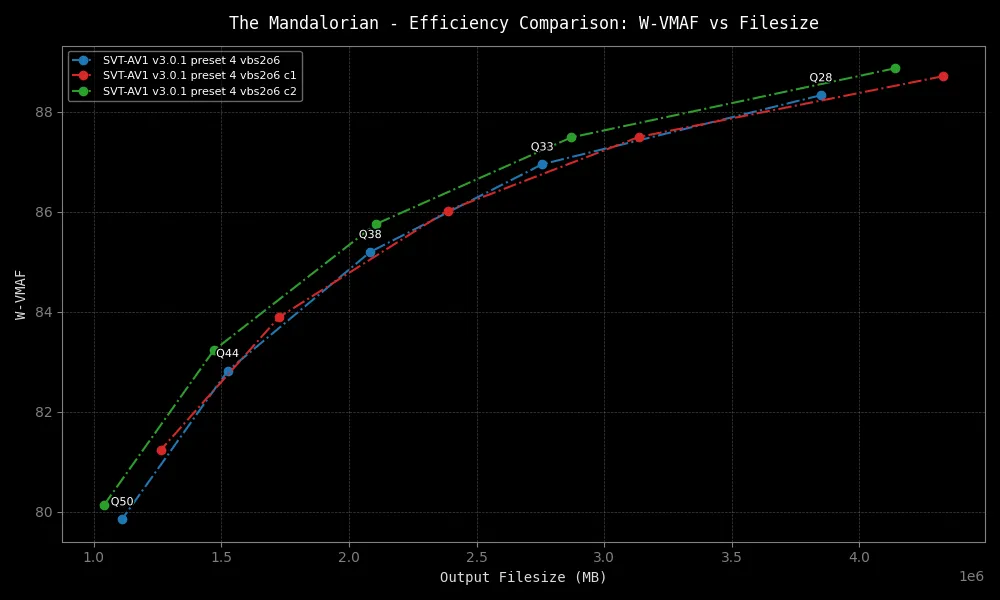 The Mandalorian - Efficiency Comparison: W-VMAF vs Filesize
SVT-AV1 v3.0.1 preset 4 vbs2o6
SVT-AV1 v3.0.1 preset 4 vbs2o6 c1
SVT-AV1 v3.0.1 preset 4 vbs2o6 c2
Q28
88
Q33
86
Q38
W-VMAF
84
Q44
82
Q50
80
1.0 1.5 2.0 2.5 3.0 3.5 4.0
1e6
Output Filesize (MB)